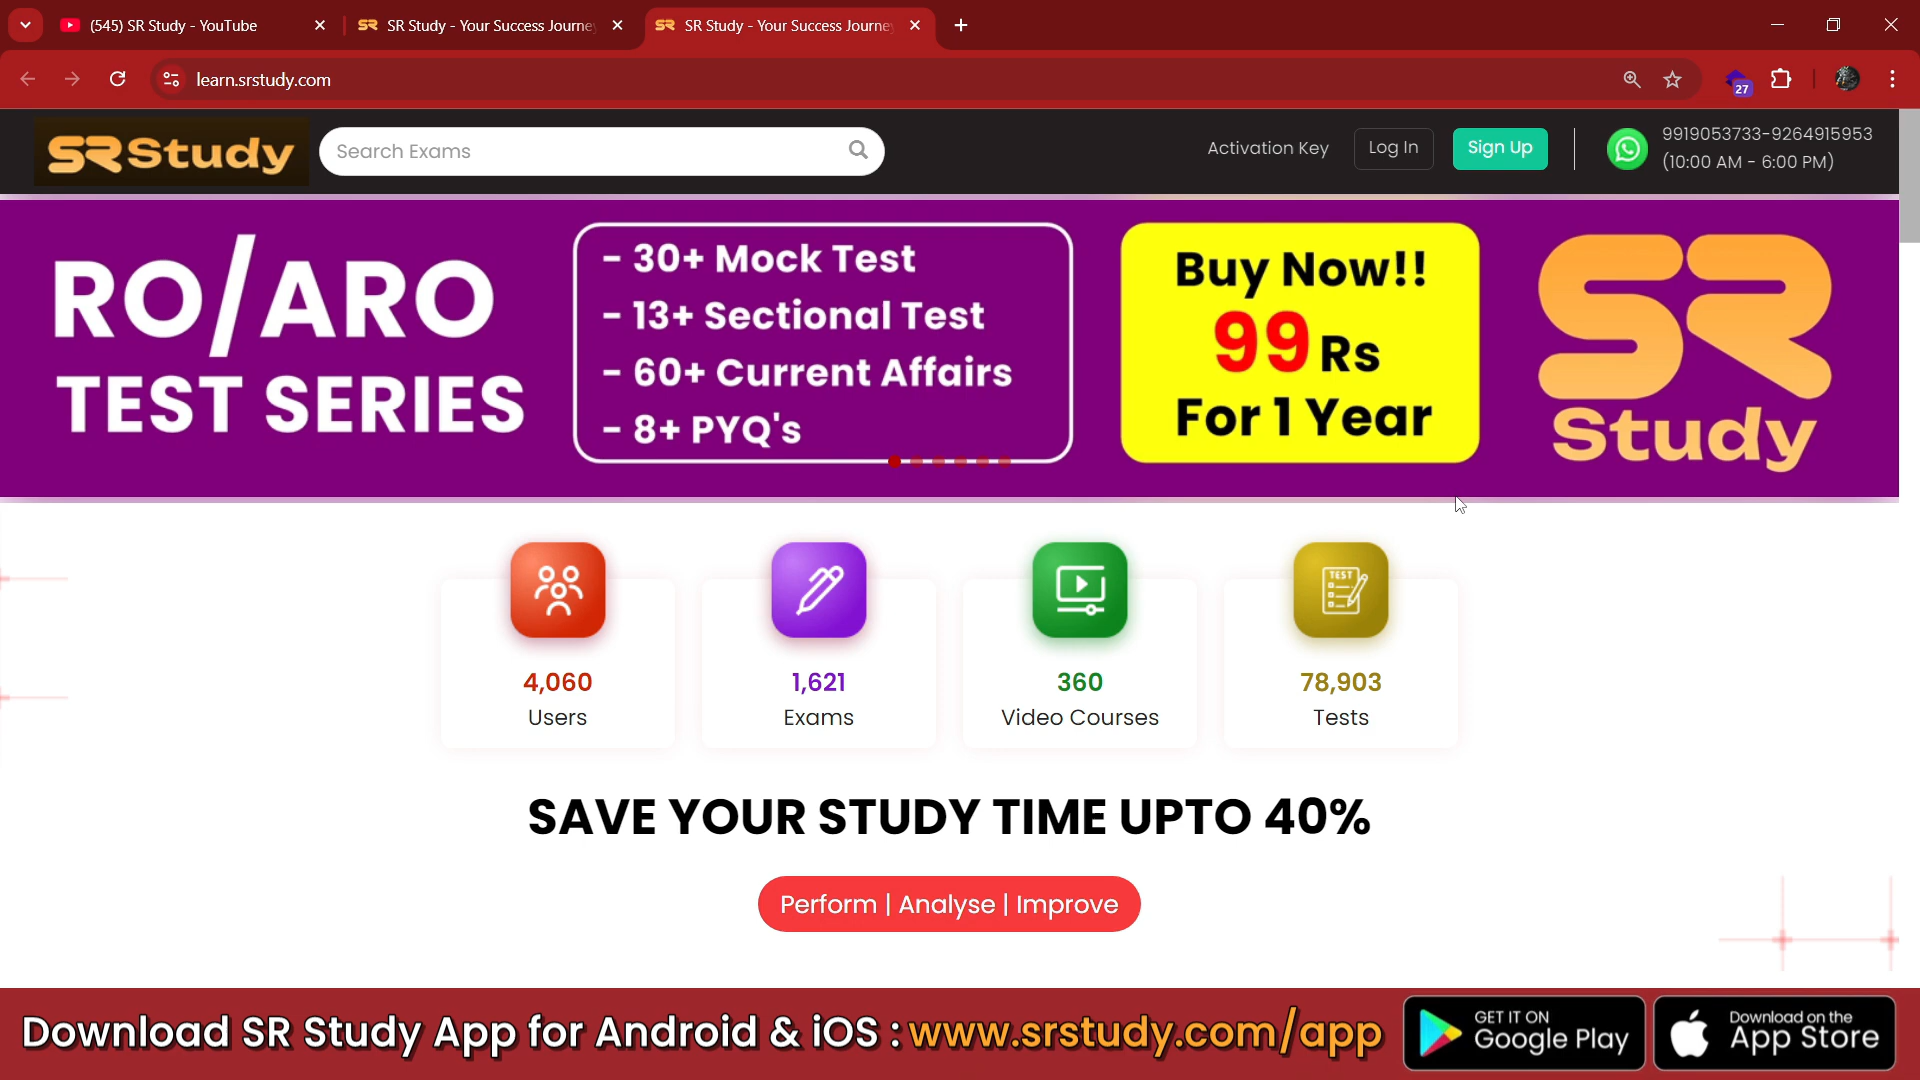 (545) SR Study - YouTube
SR Study - Your Success Journe
SR Study - Your Success Journe
learn.srstudy.com
27
SR Study
Search Exams
Activation Key
Log In
Sign Up
9919053733-9264915953
(10:00 AM - 6:00 PM)
RO/ARO
TEST SERIES
- 30+ Mock Test
- 13+ Sectional Test
- 60+ Current Affairs
- 8+ PYQ's
Buy Now!!
99 Rs
For 1 Year
SR
Study
TEST
4,060
Users
1,621
Exams
360
Video Courses
78,903
Tests
SAVE YOUR STUDY TIME UPTO 40%
Perform | Analyse | Improve
Download SR Study App for Android & iOS : www.srstudy.com/app
GET IT ON
Google Play
Download on the
App Store